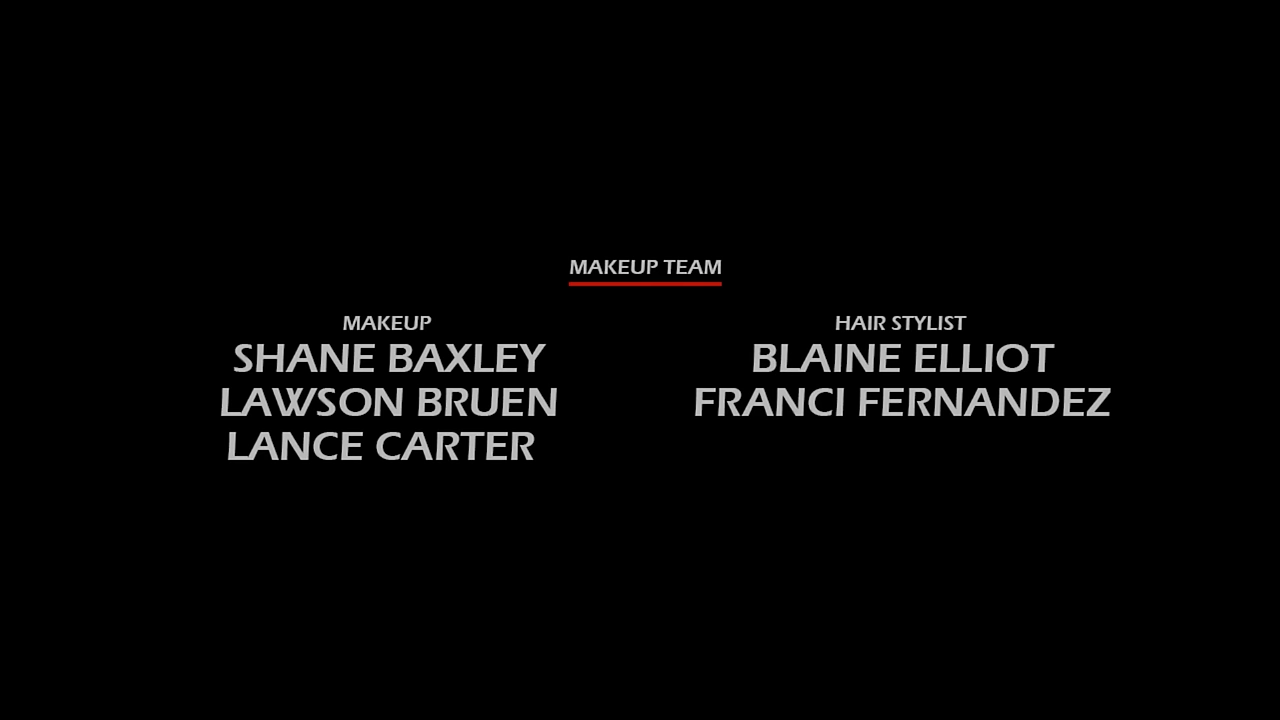 MAKEUP TEAM
MAKEUP
SHANE BAXLEY
LAWSON BRUEN
LANCE CARTER
HAIR STYLIST
BLAINE ELLIOT
FRANCI FERNANDEZ